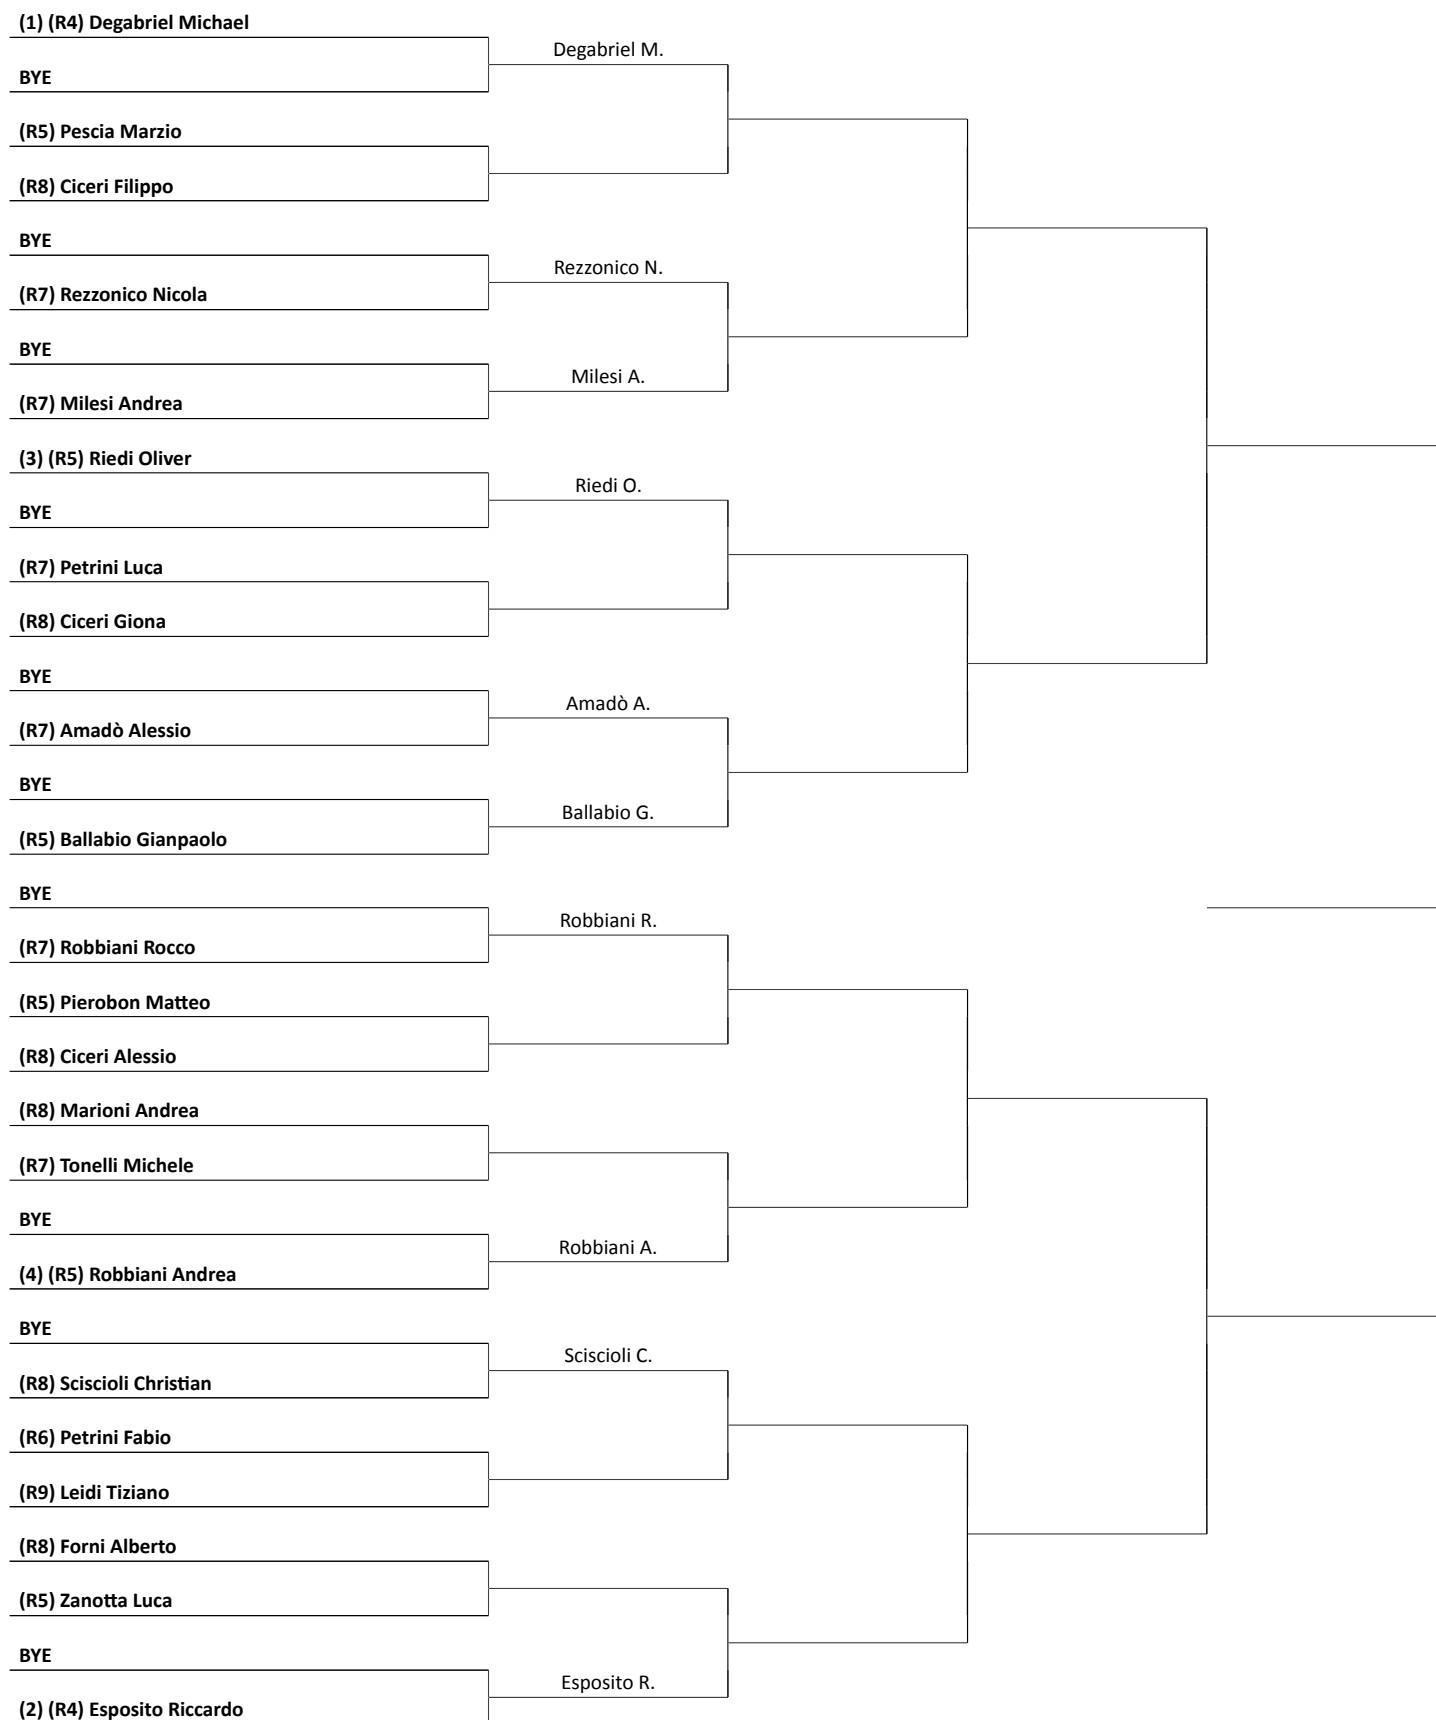 (1) (R4) Degabriel Michael
Degabriel M.
BYE
(R5) Pescia Marzio
(R8) Ciceri Filippo
BYE
Rezzonico N.
(R7) Rezzonico Nicola
BYE
Milesi A.
(R7) Milesi Andrea
(3) (R5) Riedi Oliver
Riedi O.
BYE
(R7) Petrini Luca
(R8) Ciceri Giona
BYE
Amadò A.
(R7) Amadò Alessio
BYE
Ballabio G.
(R5) Ballabio Gianpaolo
BYE
Robbiani R.
(R7) Robbiani Rocco
(R5) Pierobon Matteo
(R8) Ciceri Alessio
(R8) Marioni Andrea
(R7) Tonelli Michele
BYE
Robbiani A.
(4) (R5) Robbiani Andrea
BYE
Sciscioli C.
(R8) Sciscioli Christian
(R6) Petrini Fabio
(R9) Leidi Tiziano
(R8) Forni Alberto
(R5) Zanotta Luca
BYE
Esposito R.
(2) (R4) Esposito Riccardo